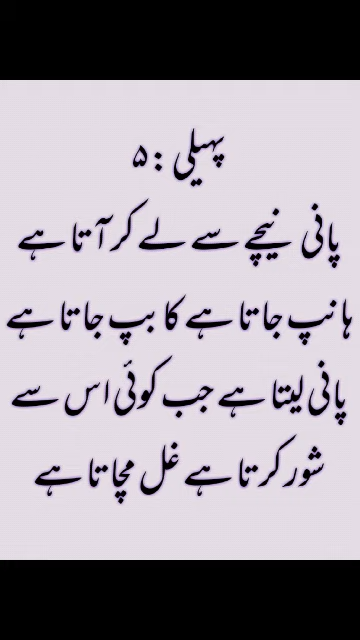 پہیلی : ۵
پانی نیچے سے لے کر آتا ہے
ہانپ جاتا ہے کانپ جاتا ہے
پانی لیتا ہے جب کوئی اس سے
شور کرتا ہے غل مچاتا ہے